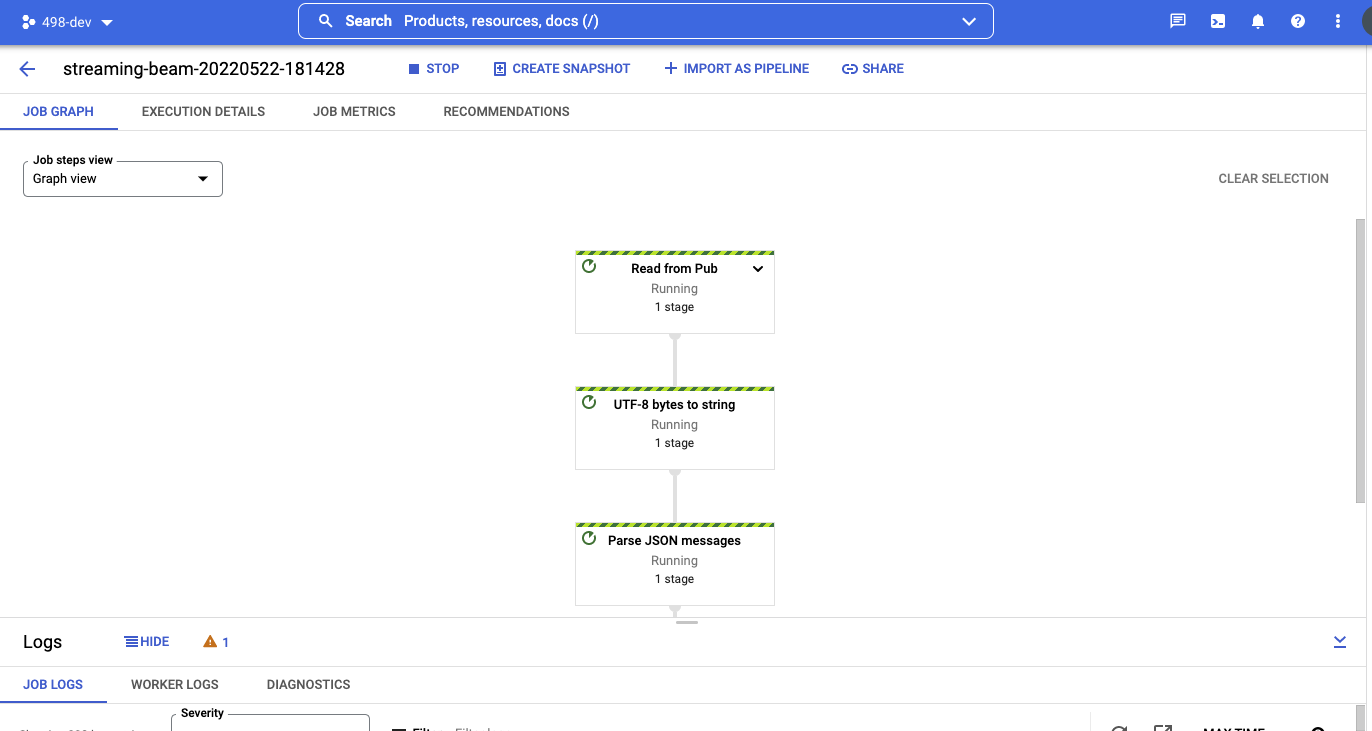 498-dev
Search Products, resources, docs (/)
streaming-beam-20220522-181428
STOP
CREATE SNAPSHOT
IMPORT AS PIPELINE
SHARE
JOB GRAPH
EXECUTION DETAILS
JOB METRICS
RECOMMENDATIONS
Job steps view
Graph view
CLEAR SELECTION
Read from Pub
Running
1 stage
UTF-8 bytes to string
Running
1 stage
Parse JSON messages
Running
1 stage
Logs
HIDE
1
JOB LOGS
WORKER LOGS
DIAGNOSTICS
Severity
MAX TIME